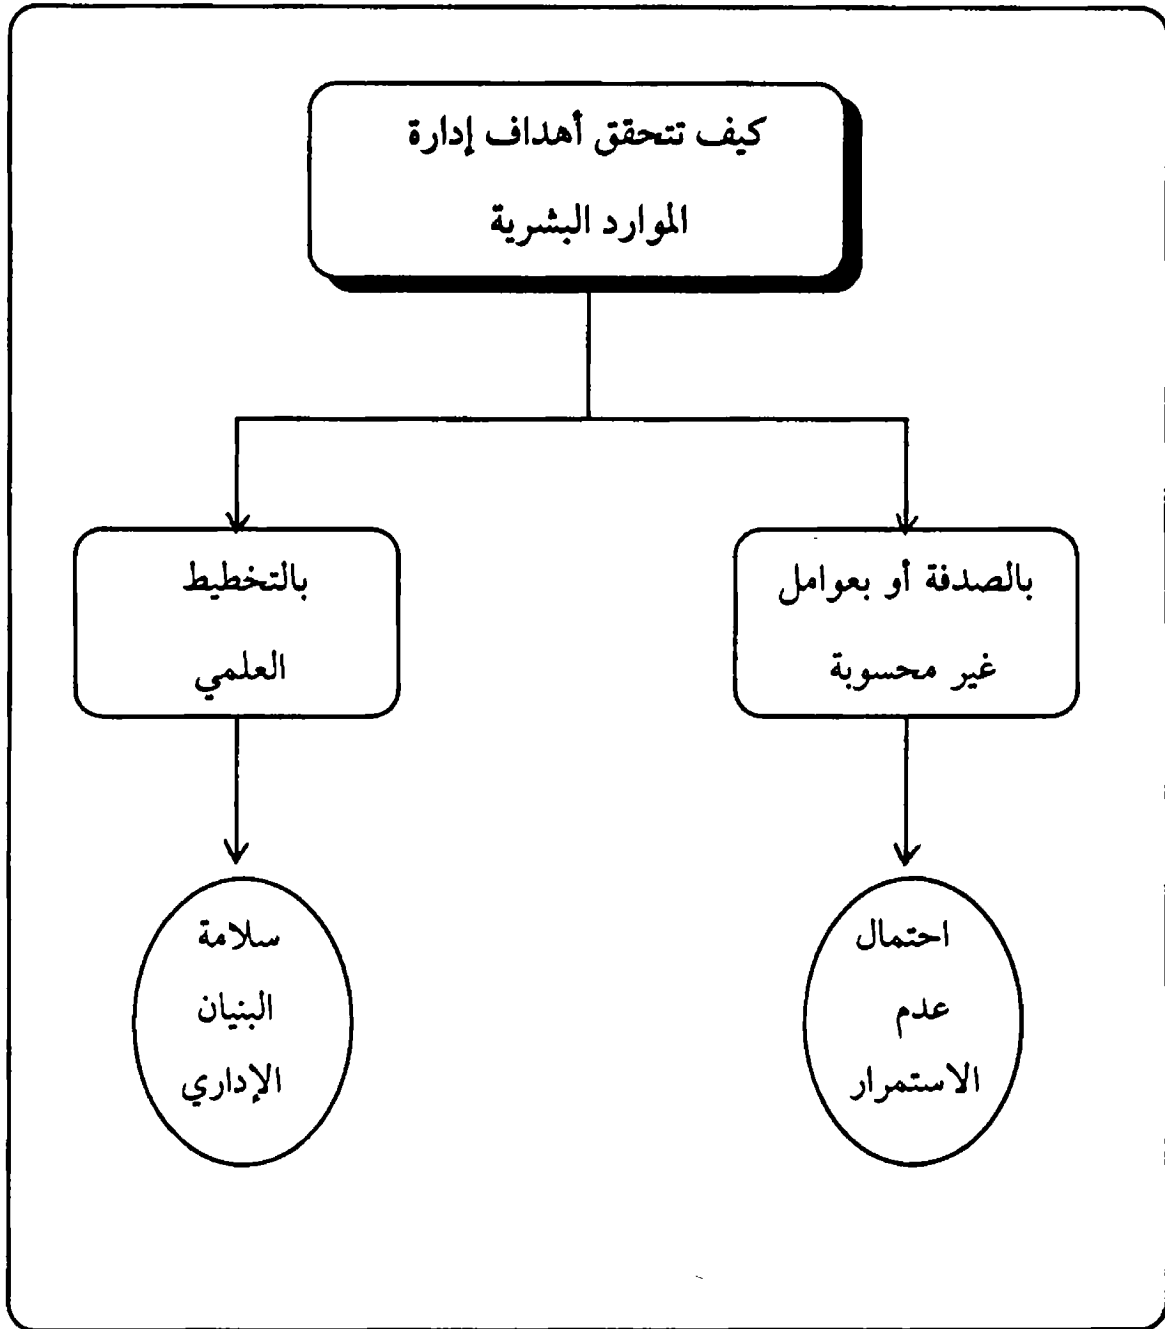 كيف تتحقق أهداف إدارة
الموارد البشرية
بالصدفة أو بعوامل
غير محسوبة
بالتخطيط
العلمي
احتمال
عدم
الاستمرار
سلامة
البنيان
الإداري